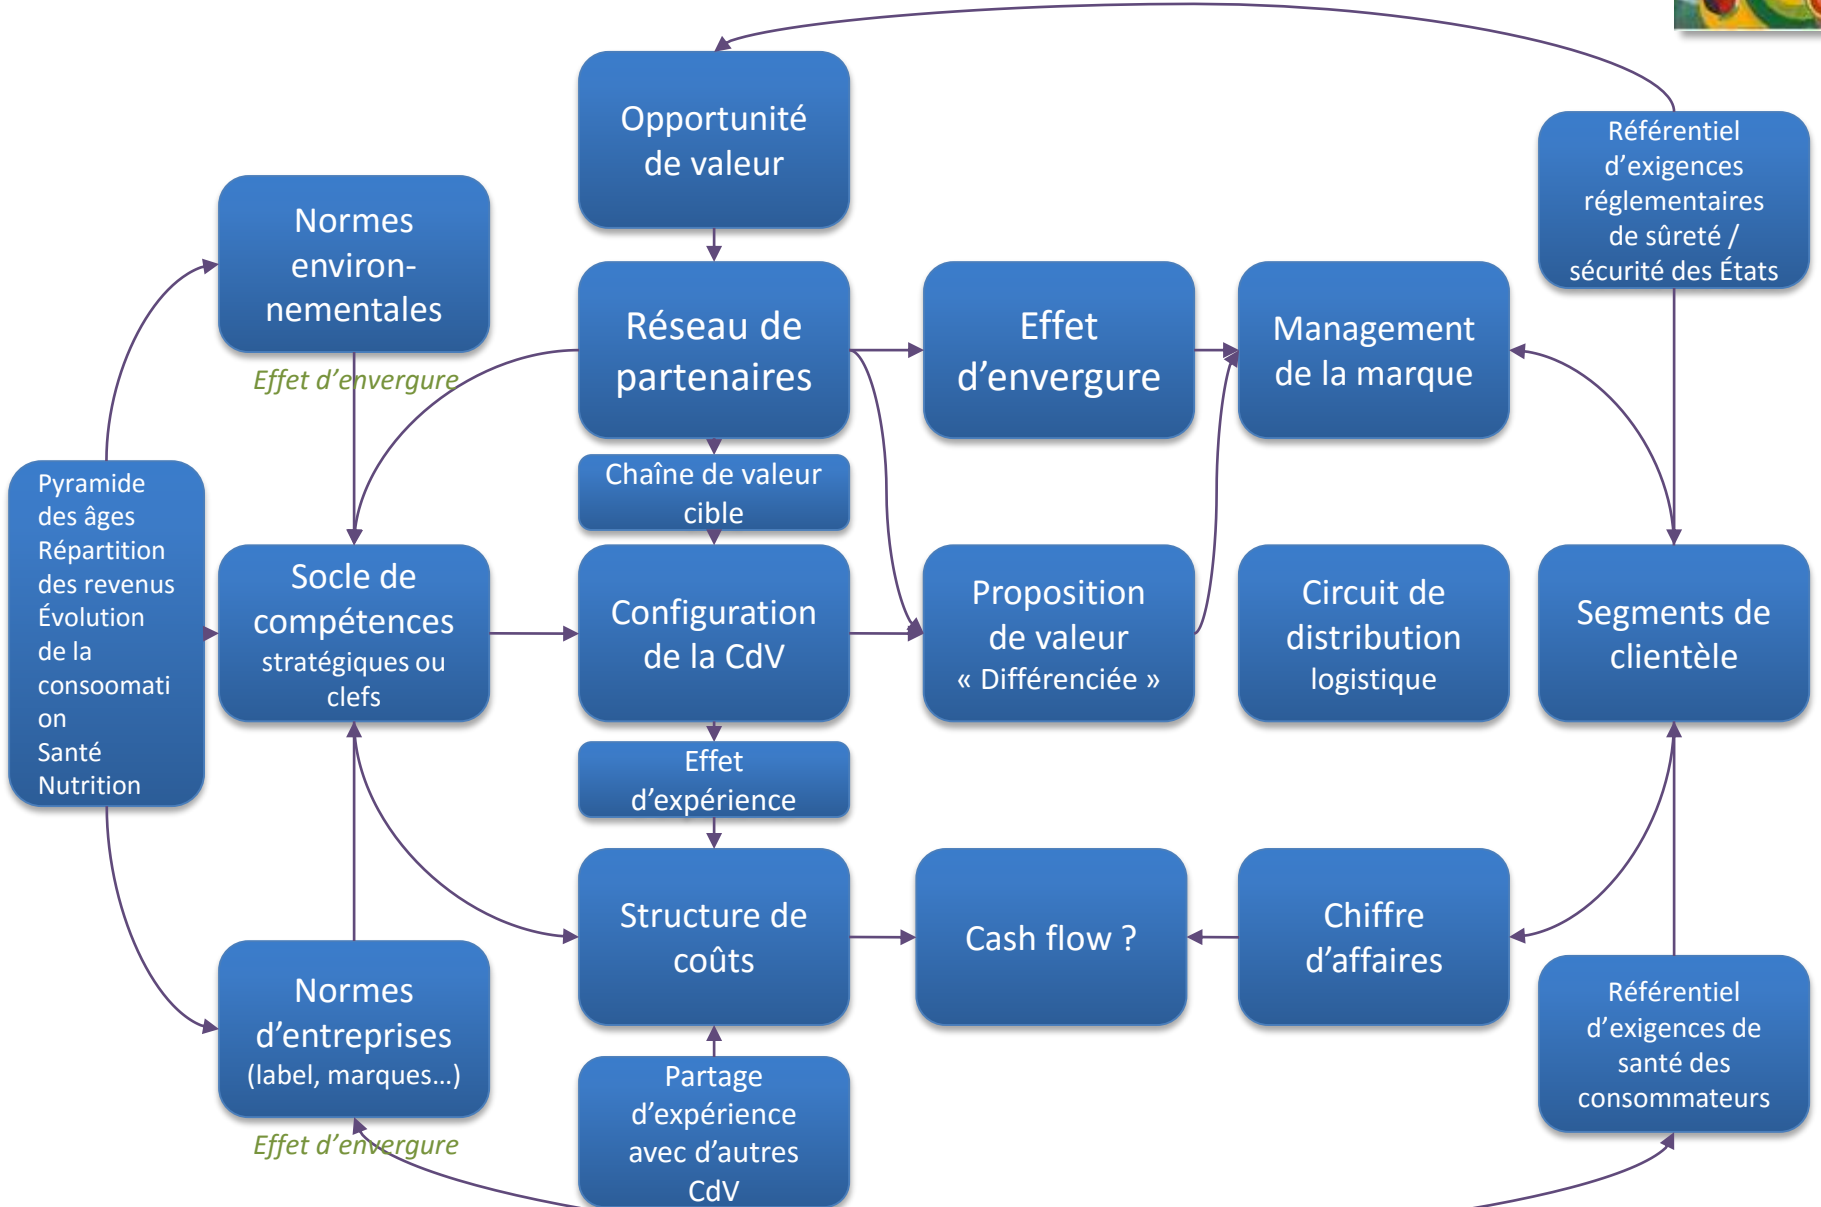 Opportunité
de valeur
Référentiel
d'exigences
réglementaires
de sûreté /
sécurité des États
Normes
environ-
nementales
Effet d'envergure
Réseau de
partenaires
Effet
d'envergure
Management
de la marque
Chaîne de valeur
cible
Pyramide
des âges
Répartition
des revenus
Évolution
de la
consoomati
on
Santé
Nutrition
Socle de
compétences
stratégiques ou
clefs
Configuration
de la CdV
Proposition
de valeur
« Différenciée »
Circuit de
distribution
logistique
Segments de
clientèle
Effet
d'expérience
Structure de
coûts
Cash flow ?
Chiffre
d'affaires
Normes
d'entreprises
(label, marques…)
Effet d'envergure
Partage
d'expérience
avec d'autres
CdV
Référentiel
d'exigences de
santé des
consommateurs